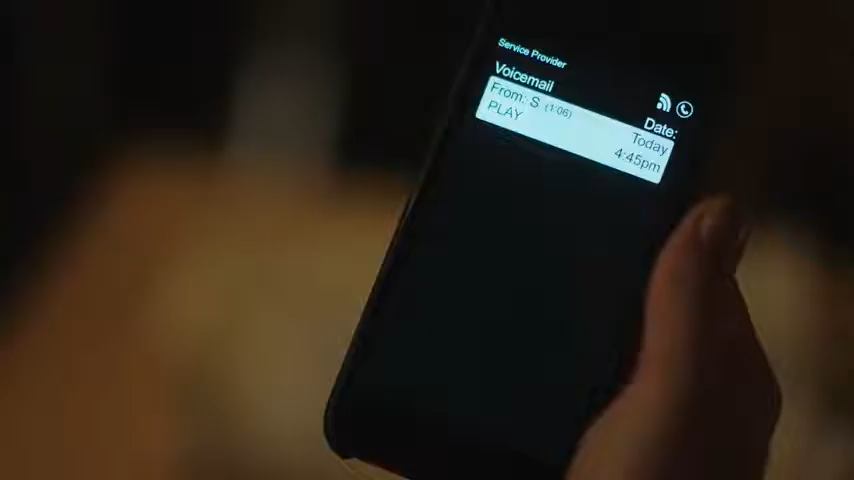 Service Provider
Voicemail
Date:
From: S (1:06)
Today
PLAY
4:45pm